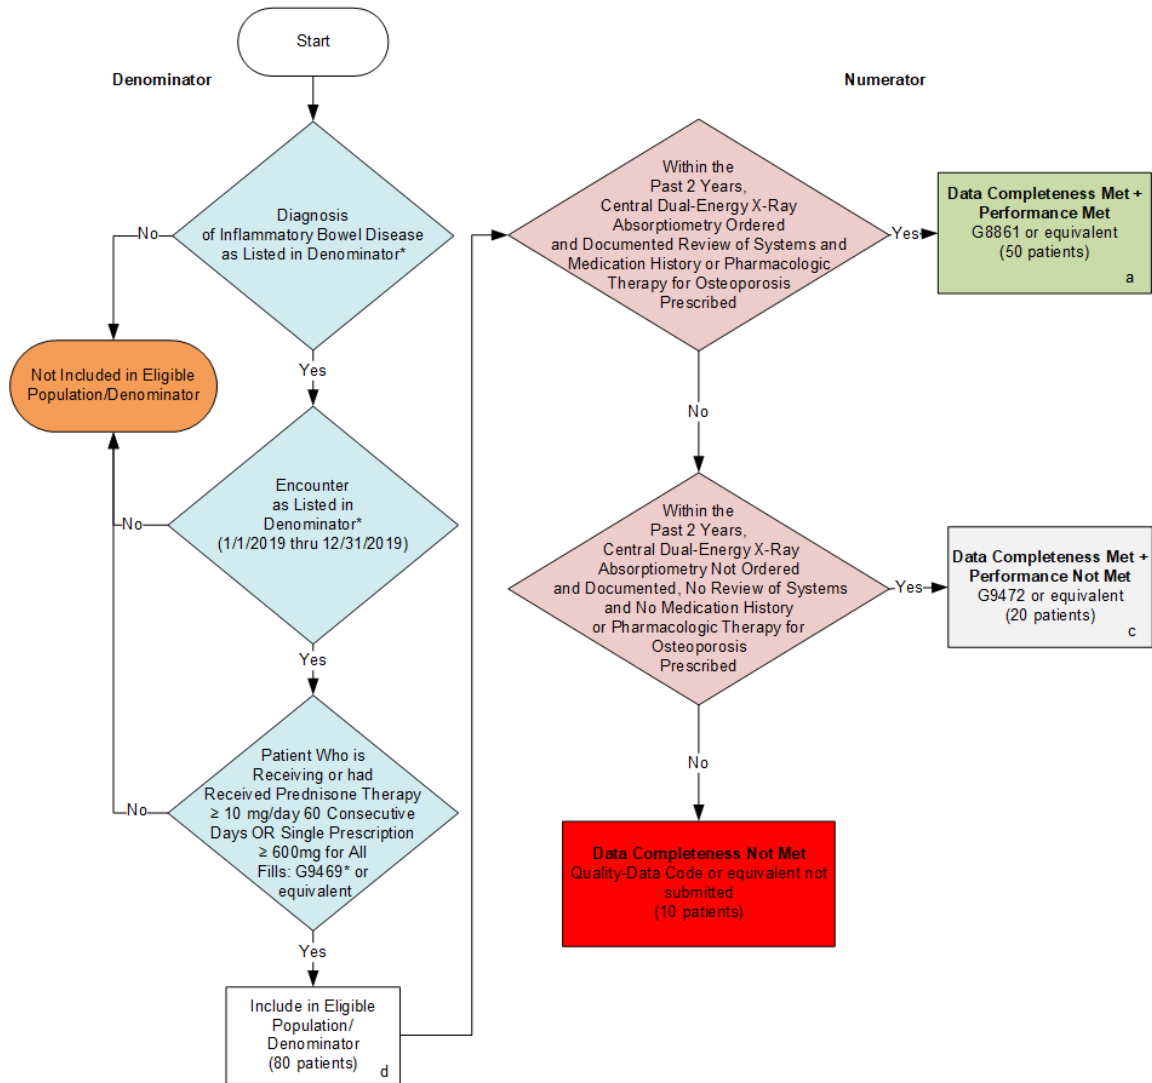 Start
Denominator
Numerator
Diagnosis
of Inflammatory Bowel Disease
as Listed in Denominator*
No
Yes
Not Included in Eligible
Population/Denominator
Encounter
as Listed in
Denominator*
(1/1/2019 thru 12/31/2019)
No
Yes
Patient Who is
Receiving or had
Received Prednisone Therapy
≥ 10 mg/day 60 Consecutive
Days OR Single Prescription
≥ 600mg for All
Fills: G9469* or
equivalent
No
Yes
Include in Eligible
Population/
Denominator
(80 patients)
d
Within the
Past 2 Years,
Central Dual-Energy X-Ray
Absorptiometry Ordered
and Documented Review of Systems and
Medication History or Pharmacologic
Therapy for Osteoporosis
Prescribed
Yes
Data Completeness Met +
Performance Met
G8861 or equivalent
(50 patients)
a
No
Within the
Past 2 Years,
Central Dual-Energy X-Ray
Absorptiometry Not Ordered
and Documented, No Review of Systems
and No Medication History
or Pharmacologic Therapy for
Osteoporosis
Prescribed
Yes
Data Completeness Met +
Performance Not Met
G9472 or equivalent
(20 patients)
c
No
Data Completeness Not Met
Quality-Data Code or equivalent not
submitted
(10 patients)